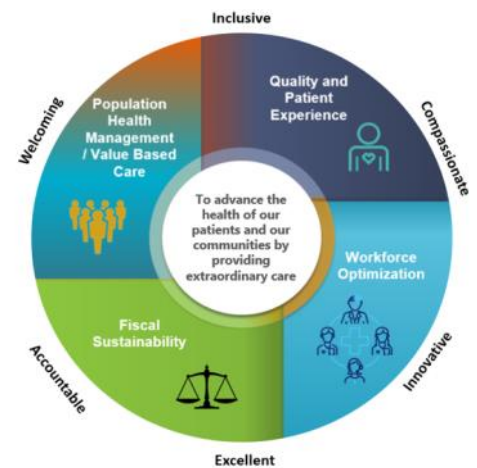 Inclusive
Welcoming
Compassionate
Population
Health
Management
/ Value Based
Care
Quality and
Patient
Experience
To advance the
health of our
patients and our
communities by
providing
extraordinary care
Workforce
Optimization
Fiscal
Sustainability
Accountable
Innovative
Excellent